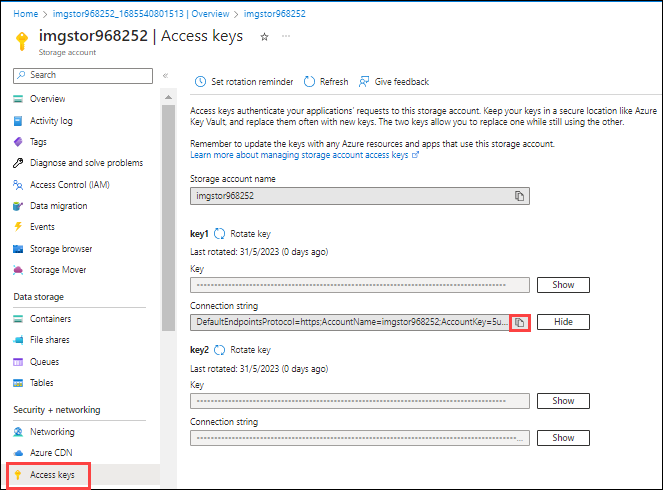 Home > imgstor968252_1685540801513 | Overview > imgstor968252
imgstor968252 | Access keys
Storage account
Search
Overview
Activity log
Tags
Diagnose and solve problems
Access Control (IAM)
Data migration
Events
Storage browser
Storage Mover
Data storage
Containers
File shares
Queues
Tables
Security + networking
Networking
Azure CDN
Access keys
Set rotation reminder Refresh Give feedback
Access keys authenticate your applications' requests to this storage account. Keep your keys in a secure location like Azure
Key Vault, and replace them often with new keys. The two keys allow you to replace one while still using the other.
Remember to update the keys with any Azure resources and apps that use this storage account.
Learn more about managing storage account access keys
Storage account name
imgstor968252
key1 Rotate key
Last rotated: 31/5/2023 (0 days ago)
Key
Show
Connection string
DefaultEndpointsProtocol=https;AccountName=imgstor968252;AccountKey=5u... Hide
key2 Rotate key
Last rotated: 31/5/2023 (0 days ago)
Key
Show
Connection string
Show